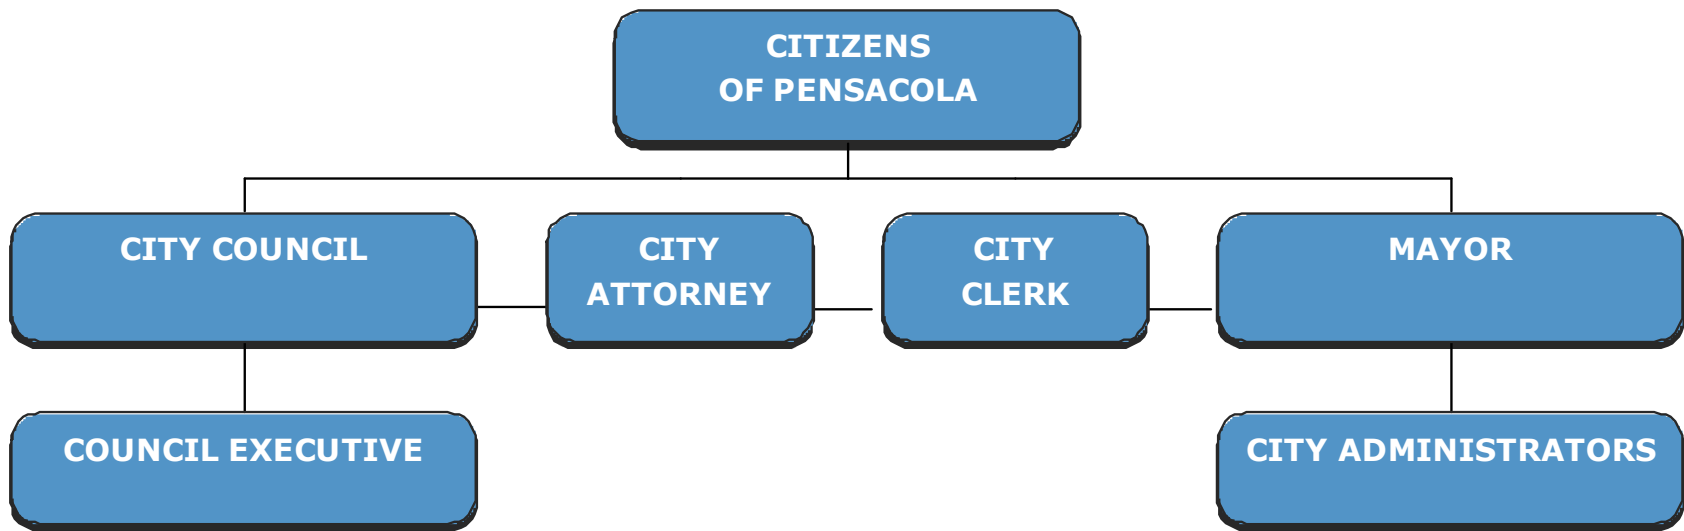 CITIZENS
OF PENSACOLA
CITY COUNCIL
CITY
ATTORNEY
CITY
CLERK
MAYOR
COUNCIL EXECUTIVE
CITY ADMINISTRATORS